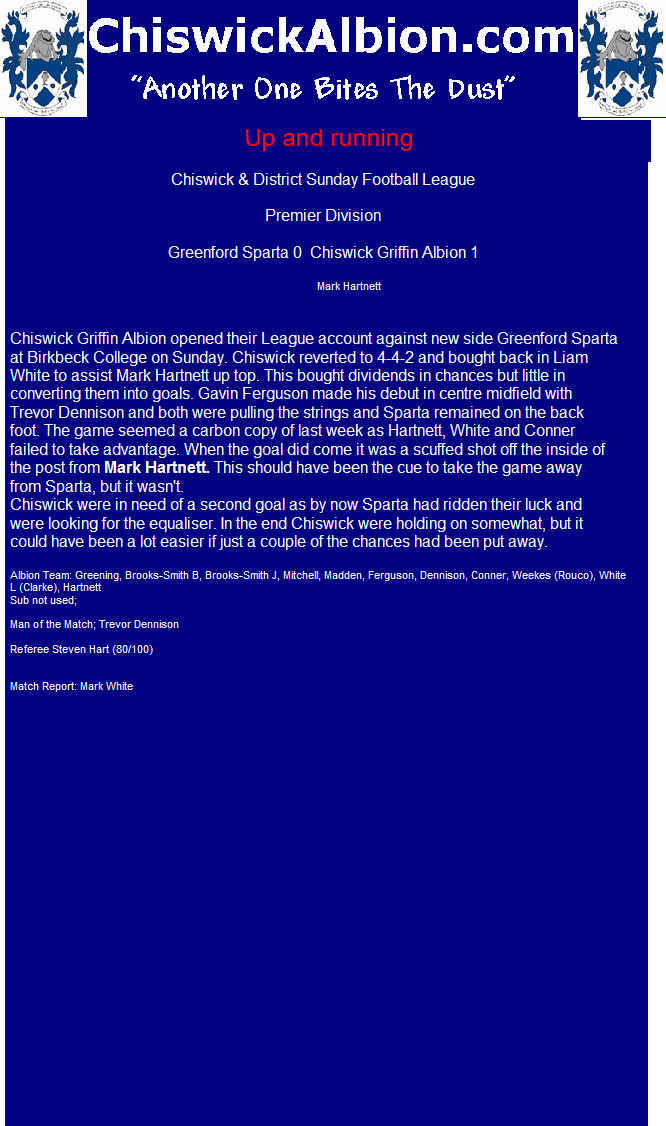 ChiswickAlbion.com
"Another One Bites The Dust"
Up and running
Chiswick & District Sunday Football League
Premier Division
Greenford Sparta 0  Chiswick Griffin Albion 1
Mark Hartnett
Chiswick Griffin Albion opened their League account against new side Greenford Sparta
at Birkbeck College on Sunday. Chiswick reverted to 4-4-2 and bought back in Liam
White to assist Mark Hartnett up top. This bought dividends in chances but little in
converting them into goals. Gavin Ferguson made his debut in centre midfield with
Trevor Dennison and both were pulling the strings and Sparta remained on the back
foot. The game seemed a carbon copy of last week as Hartnett, White and Conner
failed to take advantage. When the goal did come it was a scuffed shot off the inside of
the post from Mark Hartnett. This should have been the cue to take the game away
from Sparta, but it wasn't.
Chiswick were in need of a second goal as by now Sparta had ridden their luck and
were looking for the equaliser. In the end Chiswick were holding on somewhat, but it
could have been a lot easier if just a couple of the chances had been put away.
Albion Team: Greening, Brooks-Smith B, Brooks-Smith J, Mitchell, Madden, Ferguson, Dennison, Conner, Weekes (Rouco), White
L (Clarke), Hartnett
Sub not used;
Man of the Match; Trevor Dennison
Referee Steven Hart (80/100)
Match Report: Mark White